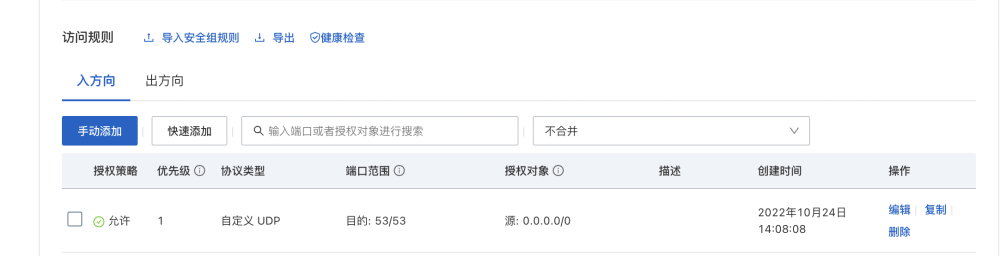 访问规则 导入安全组规则 导出 健康检查
入方向 出方向
手动添加 快速添加 输入端口或者授权对象进行搜索 不合并
授权策略 优先级 协议类型 端口范围 授权对象 描述 创建时间 操作
允许 1 自定义 UDP 目的: 53/53 源: 0.0.0.0/0 2022年10月24日 编辑 复制
14:08:08 删除